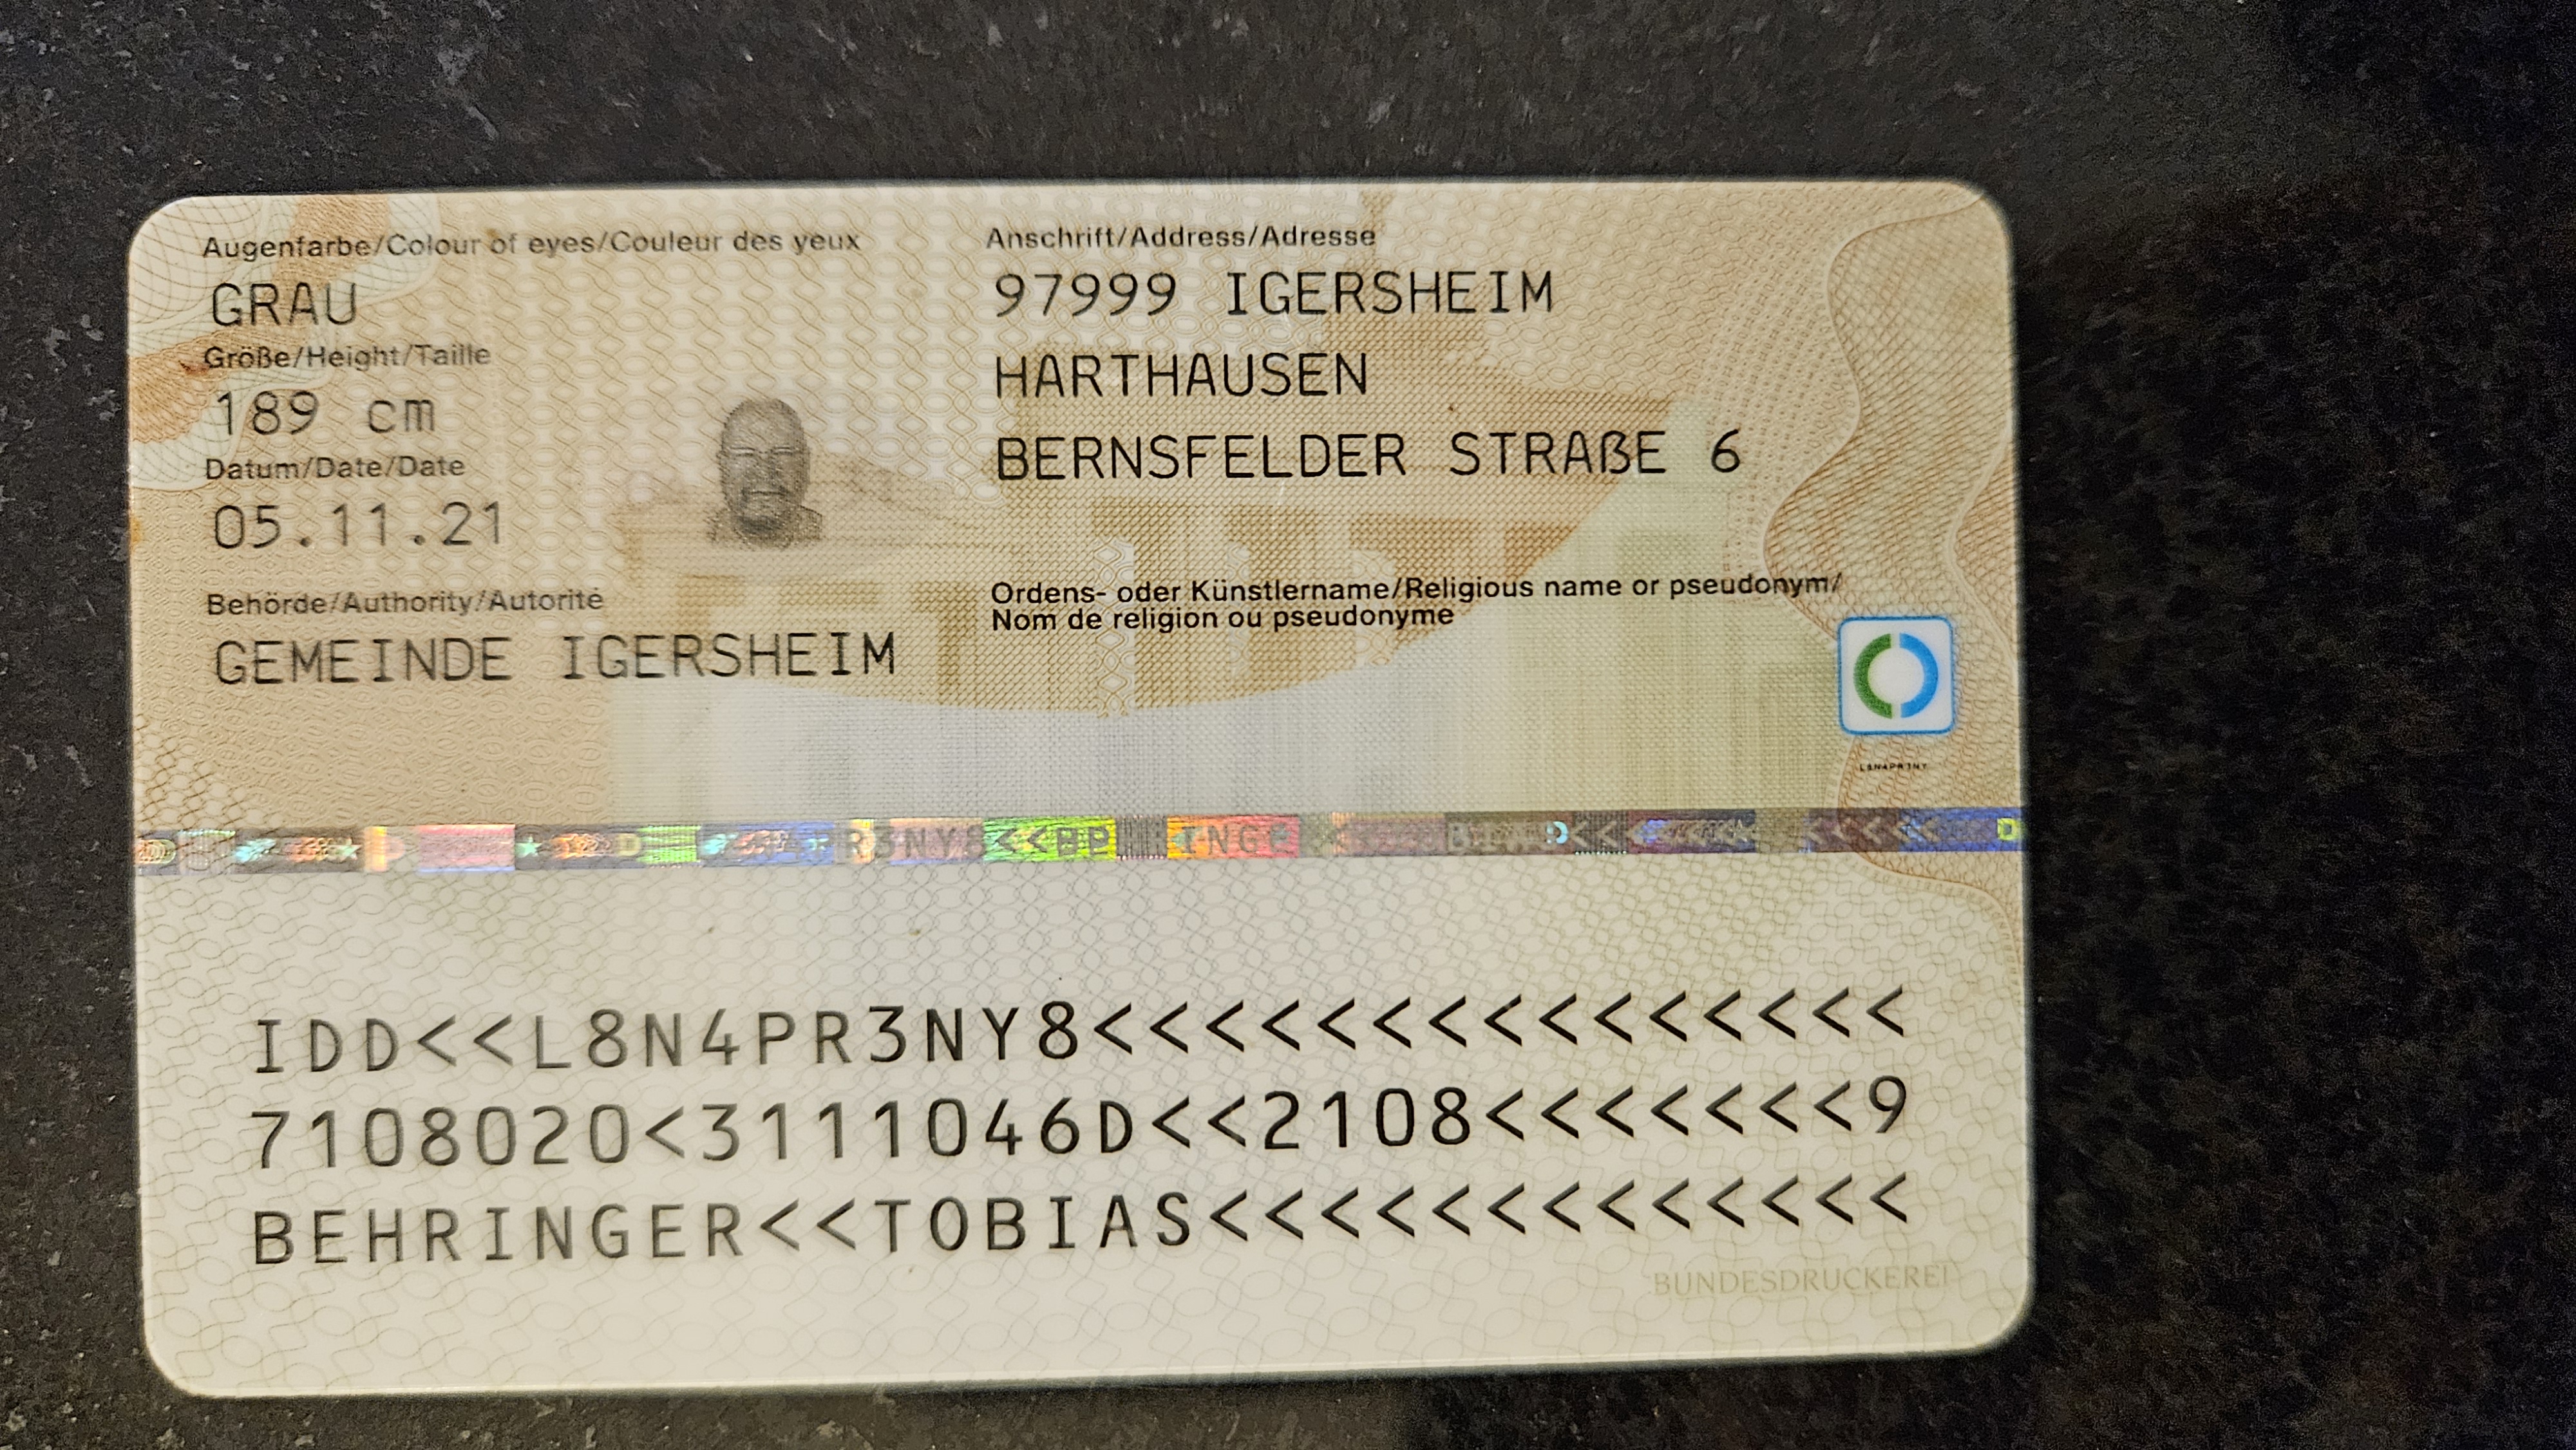 Augenfarbe/Colour of eyes/Couleur des yeux
GRAU
Größe/Height/Taille
189 cm
Datum/Date/Date
05.11.21
Behörde/Authority/Autorité
GEMEINDE IGERSHEIM
Anschrift/Address/Adresse
97999 IGERSHEIM
HARTHAUSEN
BERNSFELDER STRAßE 6
Ordens- oder Künstlername/Religious name or pseudonym/
Nom de religion ou pseudonyme
L8N4PR3NY
IDD<<L8N4PR3NY8<<<<<<<<<<<<<<<
7108020<3111046D<<2108<<<<<<<9
BEHRINGER<<TOBIAS<<<<<<<<<<<<<
BUNDESDRUCKEREI